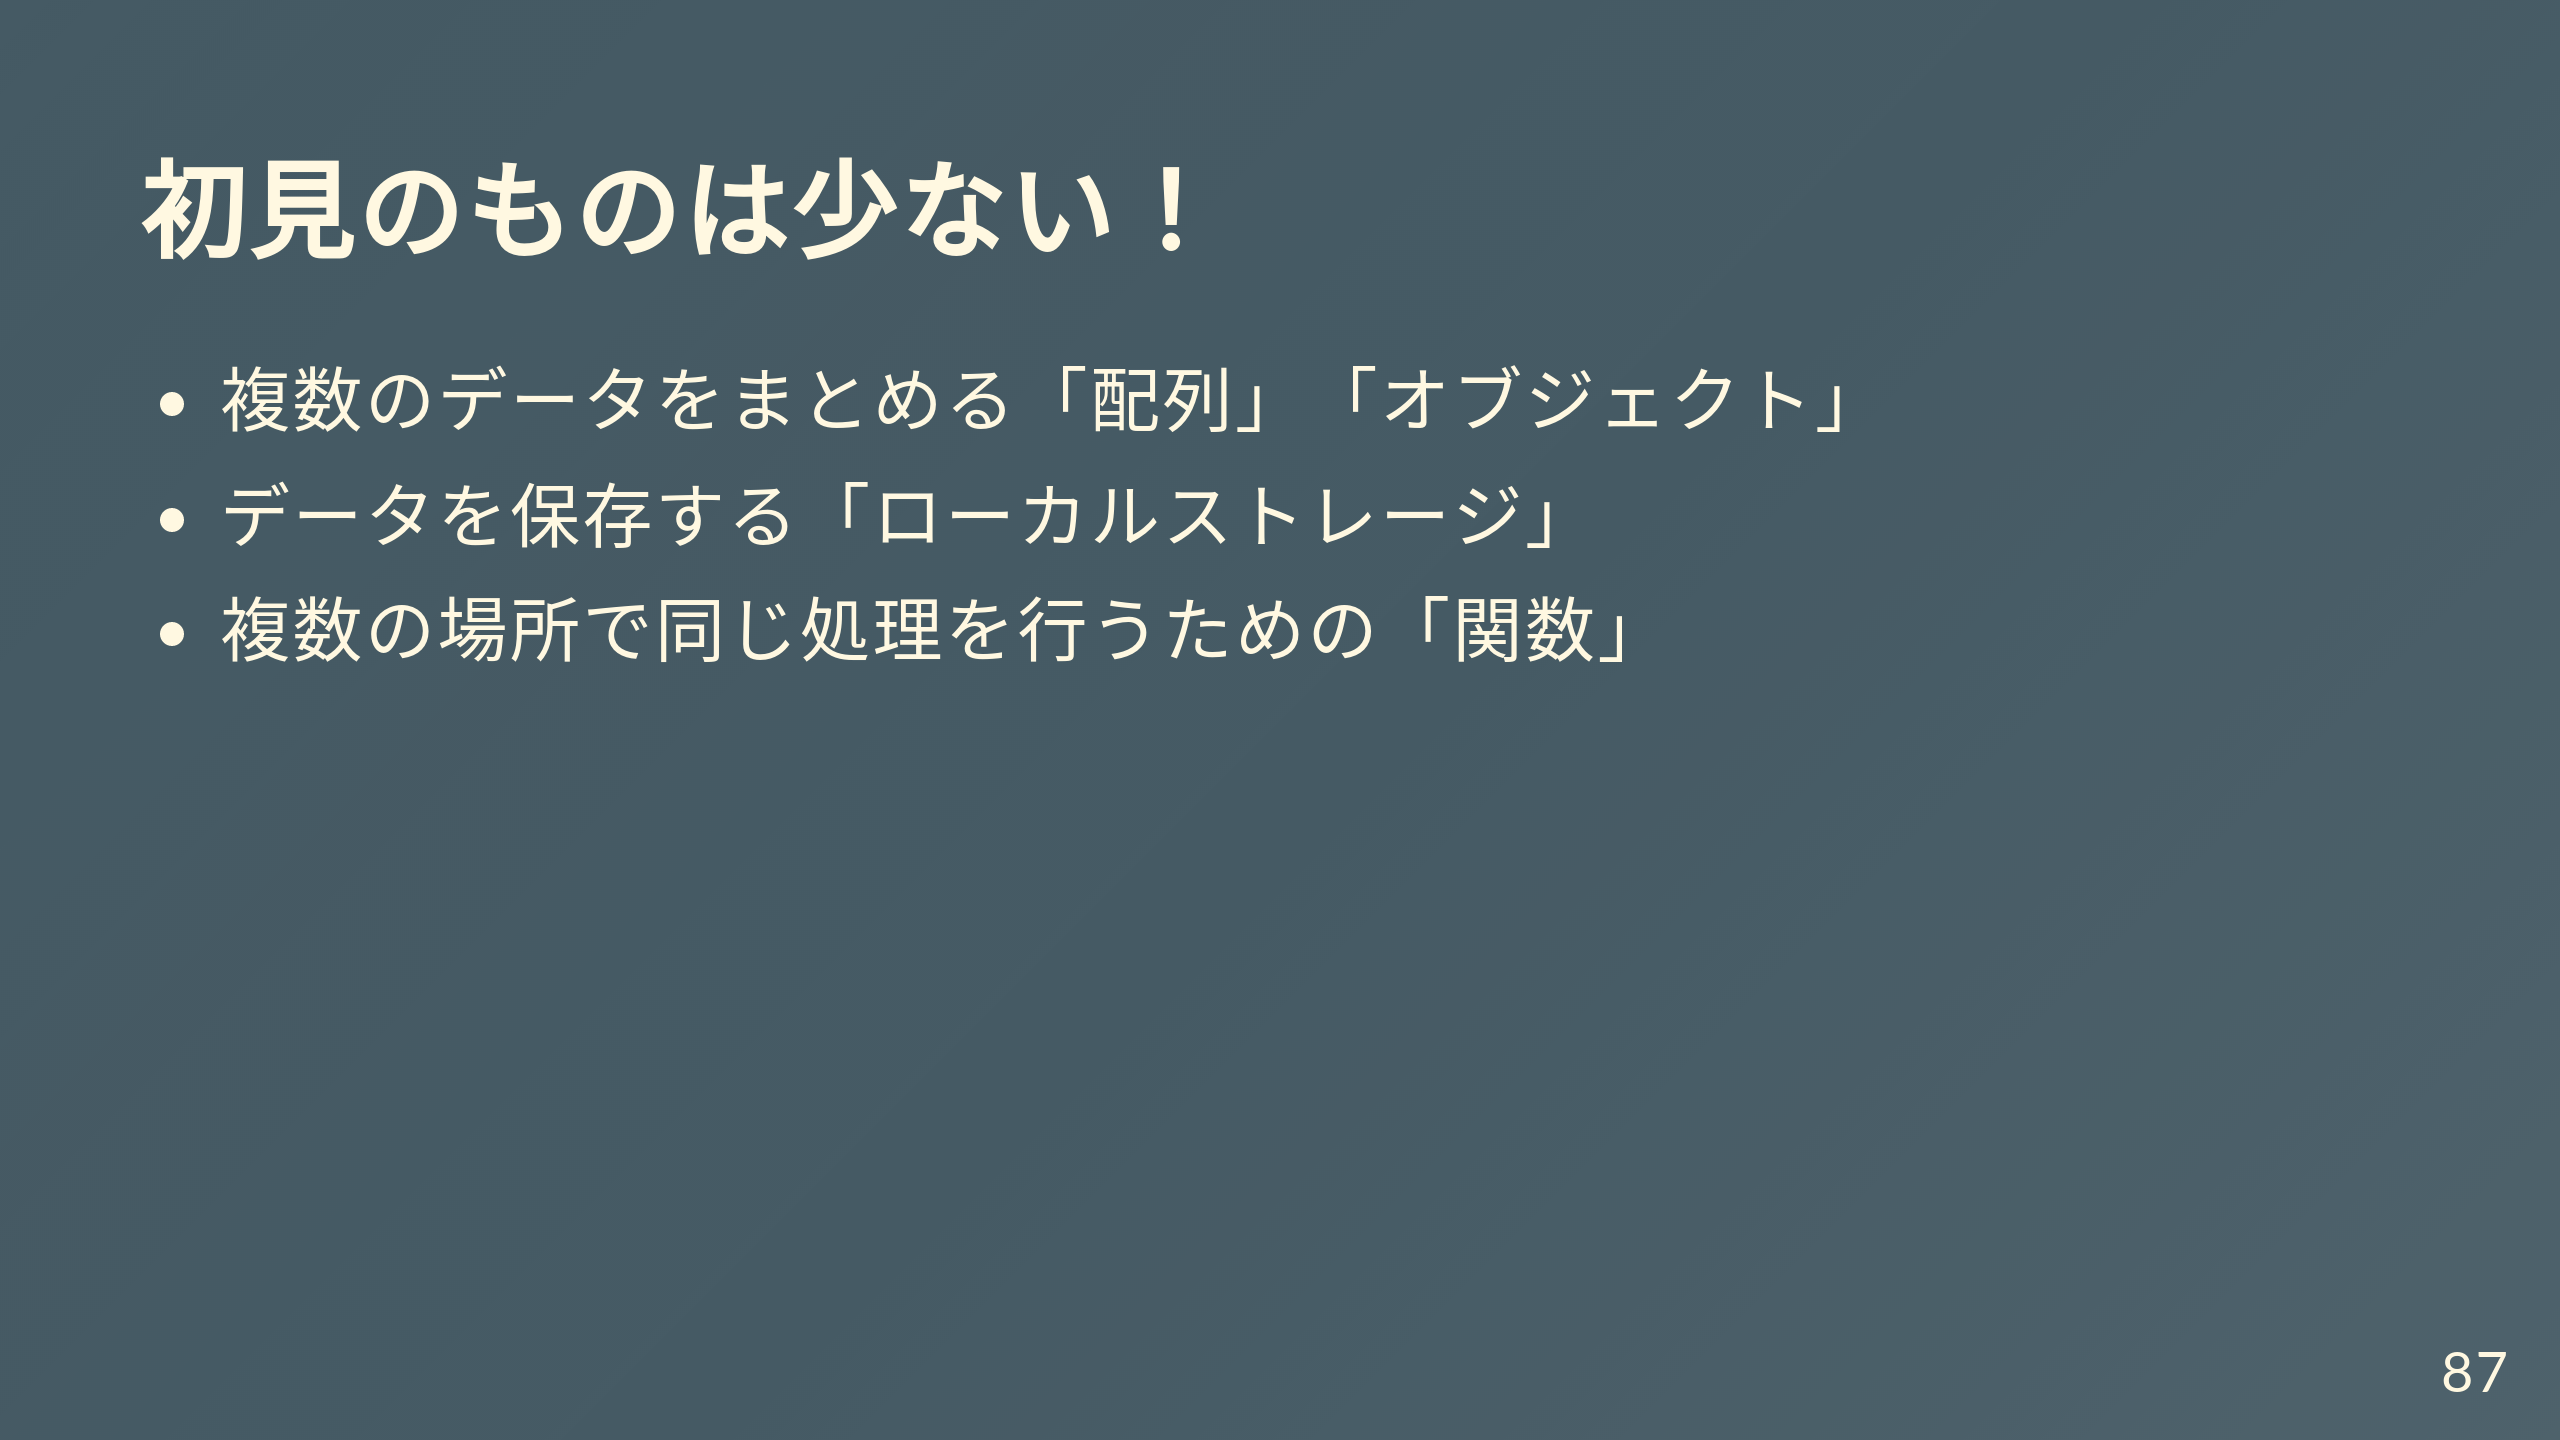 初見のものは少ない！
• 複数のデータをまとめる「配列」「オブジェクト」
• データを保存する「ローカルストレージ」
• 複数の場所で同じ処理を行うための「関数」
87